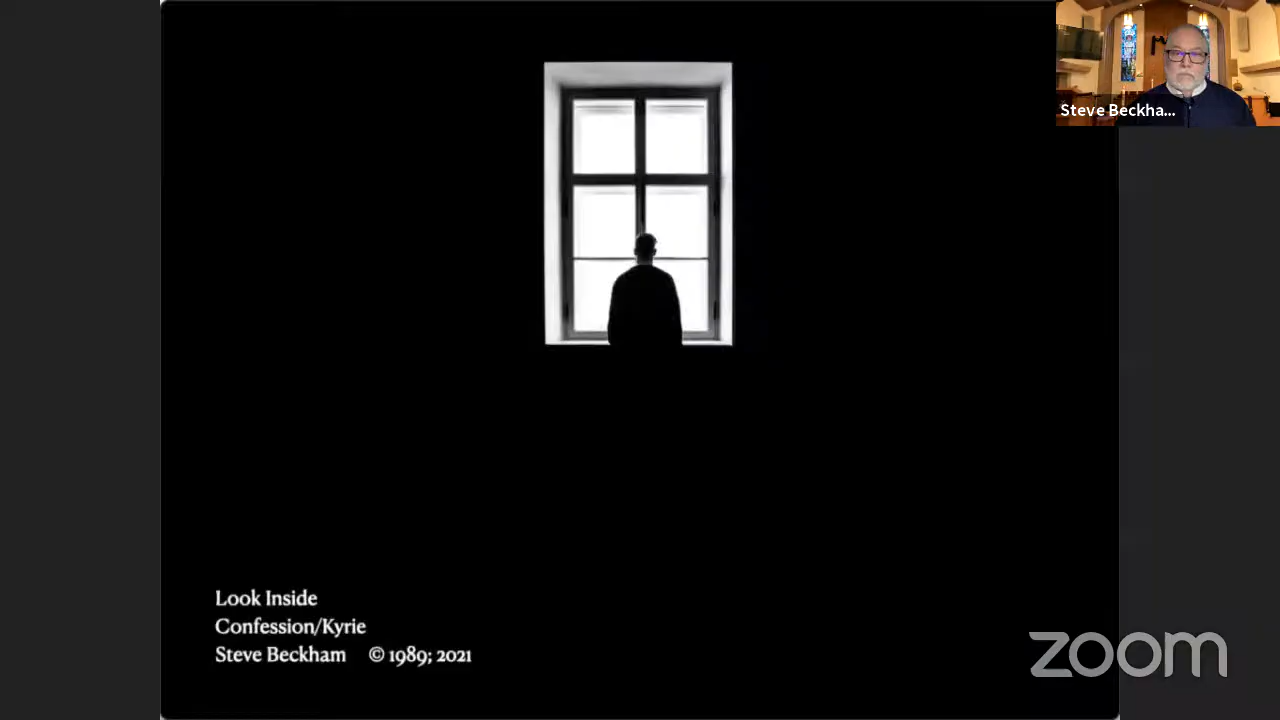 Steve Beckha...
Look Inside
Confession/Kyrie
Steve Beckham © 1989; 2021
zoom